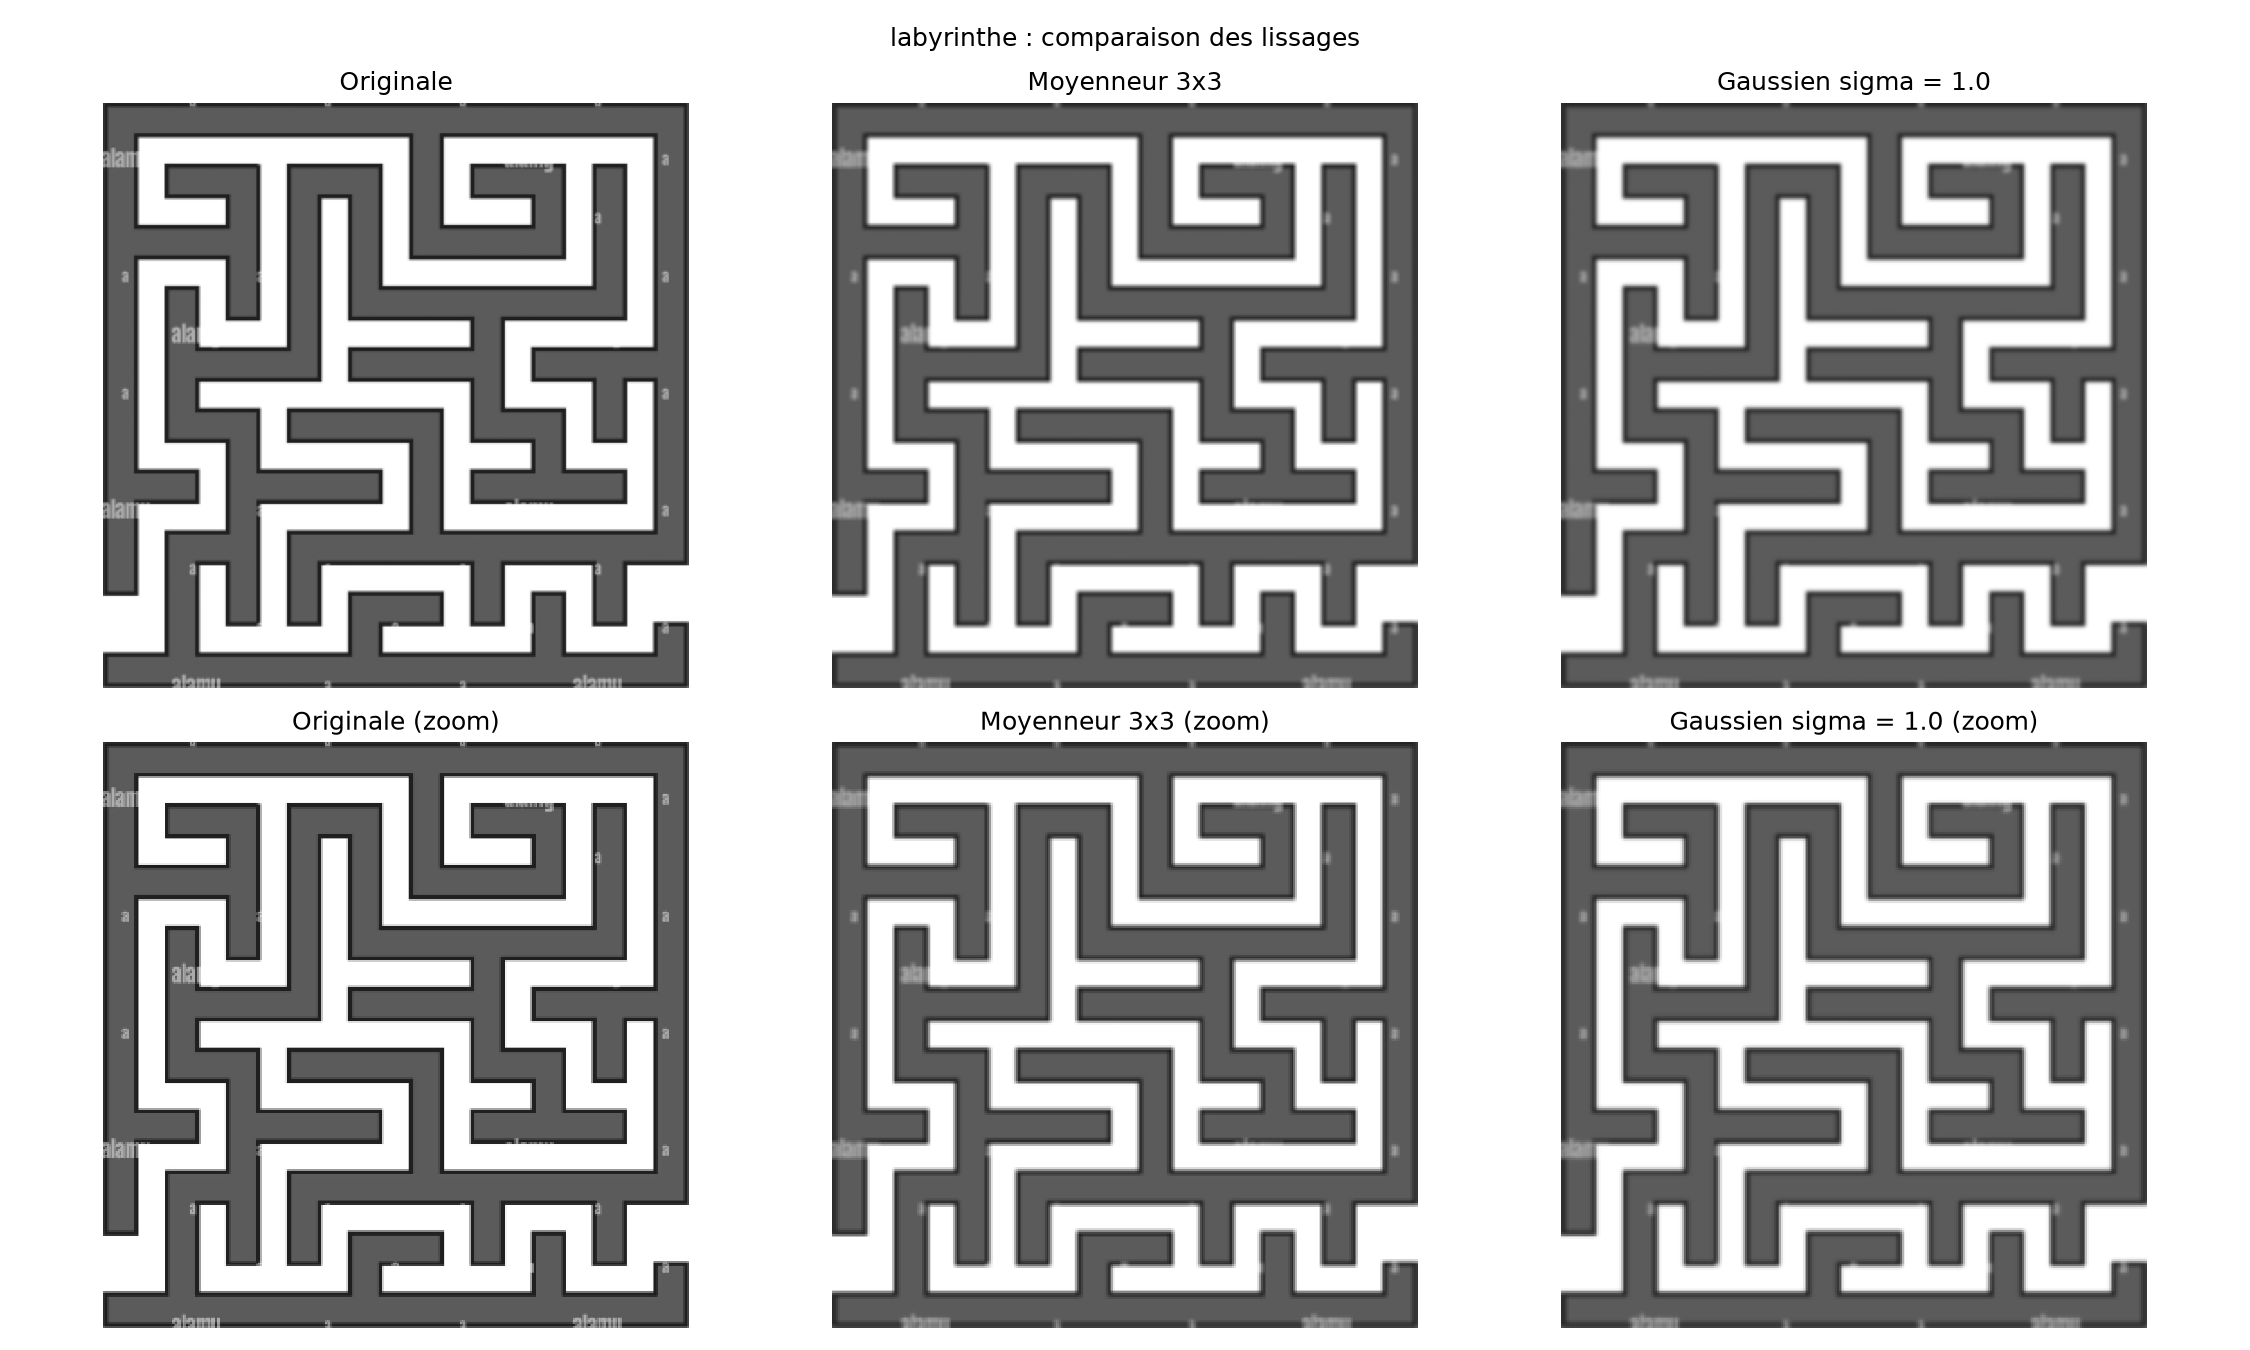 labyrinthe : comparaison des lissages
Originale
Moyenneur 3x3
Gaussien sigma = 1.0
Originale (zoom)
Moyenneur 3x3 (zoom)
Gaussien sigma = 1.0 (zoom)